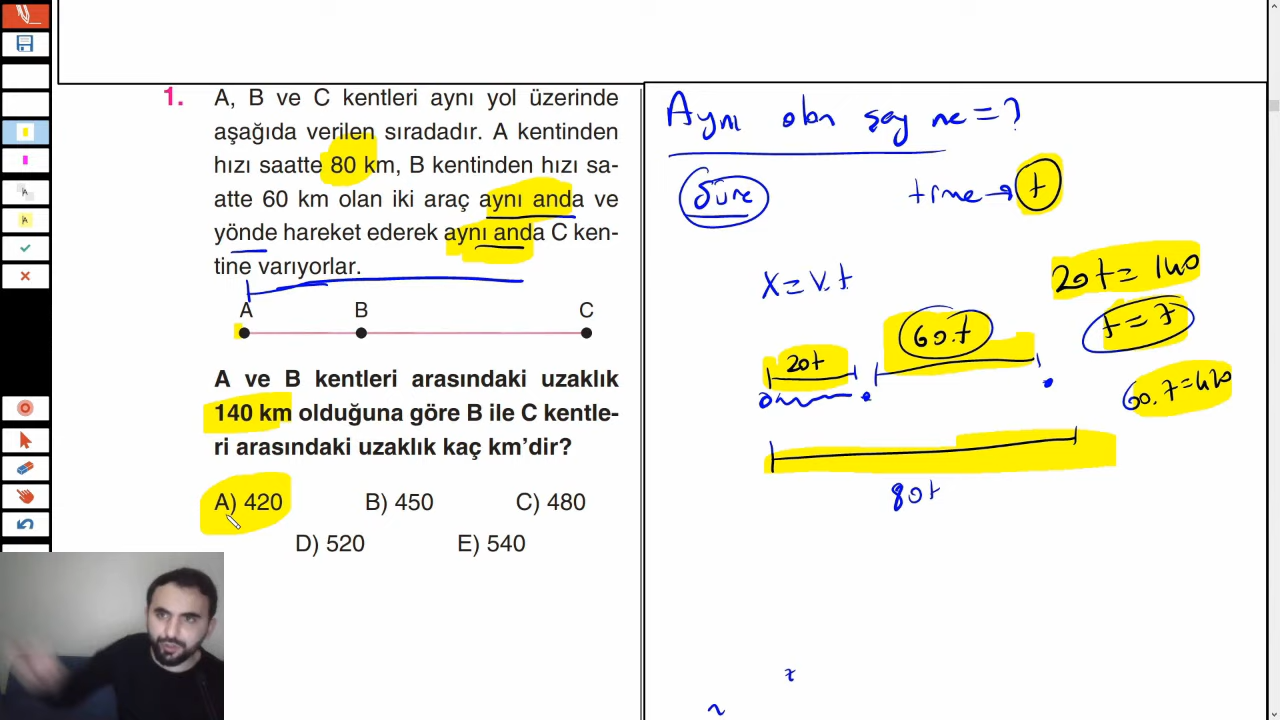 1. A, B ve C kentleri aynı yol üzerinde
aşağıda verilen sıradadır. A kentinden
hızı saatte 80 km, B kentinden hızı sa-
atte 60 km olan iki araç aynı anda ve
yönde hareket ederek aynı anda C ken-
tine varıyorlar.
A B C
A ve B kentleri arasındaki uzaklık
140 km olduğuna göre B ile C kentle-
ri arasındaki uzaklık kaç km'dir?
A) 420 B) 450 C) 480
D) 520 E) 540
Aynı olan şey ne = ?
Süre time → t
X = V.t
20t = 140
t = 7
60.7 = 420
20t 60.t
80t